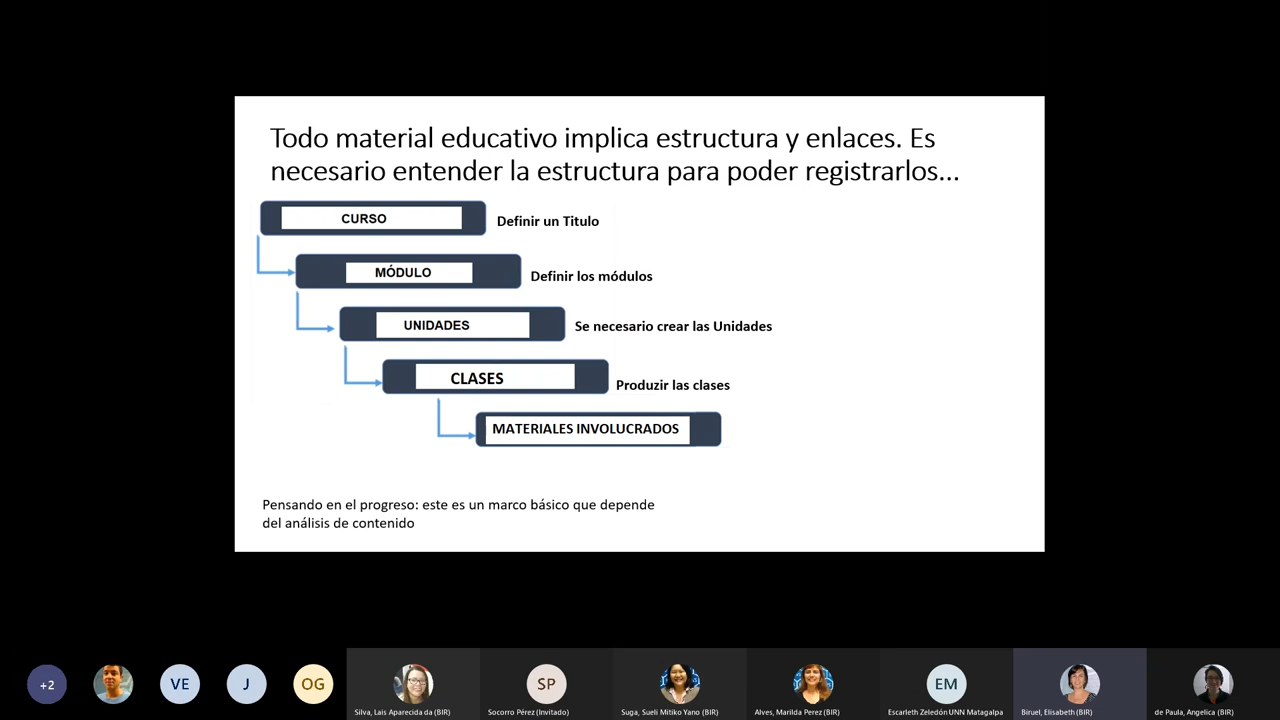 Todo material educativo implica estructura y enlaces. Es
necesario entender la estructura para poder registrarlos...
CURSO
Definir un Titulo
MÓDULO
Definir los módulos
UNIDADES
Se necesario crear las Unidades
CLASES
Produzir las clases
MATERIALES INVOLUCRADOS
Pensando en el progreso: este es un marco básico que depende
del análisis de contenido
+2
VE
J
OG
SP
EM
Silva, Lais Aparecida da (BIR)
Socorro Pérez (Invitado)
Suga, Sueli Mitiko Yano (BIR)
Alves, Marilda Perez (BIR)
Escarleth Zeledón UNN Matagalpa
Biruel, Elisabeth (BIR)
de Paula, Angelica (BIR)